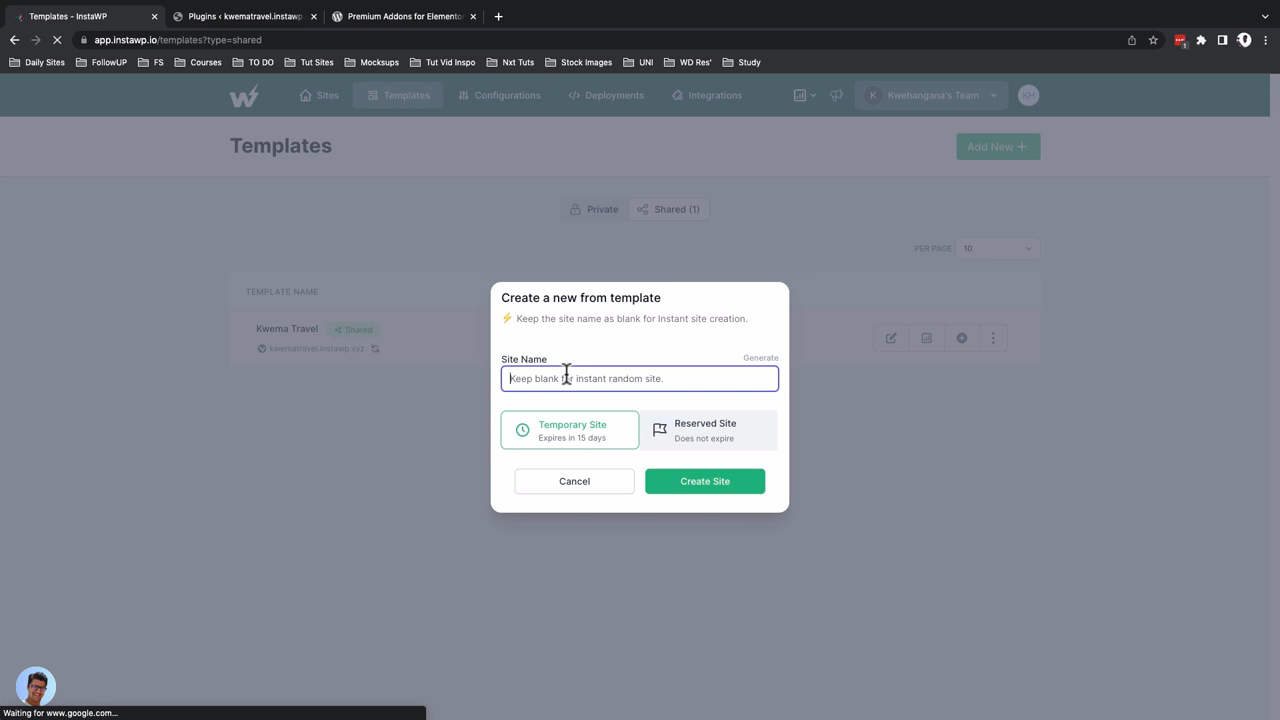 Templates - InstaWP
Plugins ‹ kwematravel.instawp.
Premium Addons for Elemento
app.instawp.io/templates?type=shared
1
Daily Sites
FollowUP
FS
Courses
TO DO
Tut Sites
Mocksups
Tut Vid Inspo
Nxt Tuts
Stock Images
UNI
WD Res'
Study
Sites
Templates
Configurations
Deployments
Integrations
K
Kwehangana's Team
KH
Templates
Add New +
Private
Shared (1)
PER PAGE
10
TEMPLATE NAME
Kwema Travel
Shared
kwematravel.instawp.xyz
Create a new from template
⚡ Keep the site name as blank for Instant site creation.
Site Name
Generate
Keep blank for instant random site.
Temporary Site
Expires in 15 days
Reserved Site
Does not expire
Cancel
Create Site
Waiting for www.google.com...